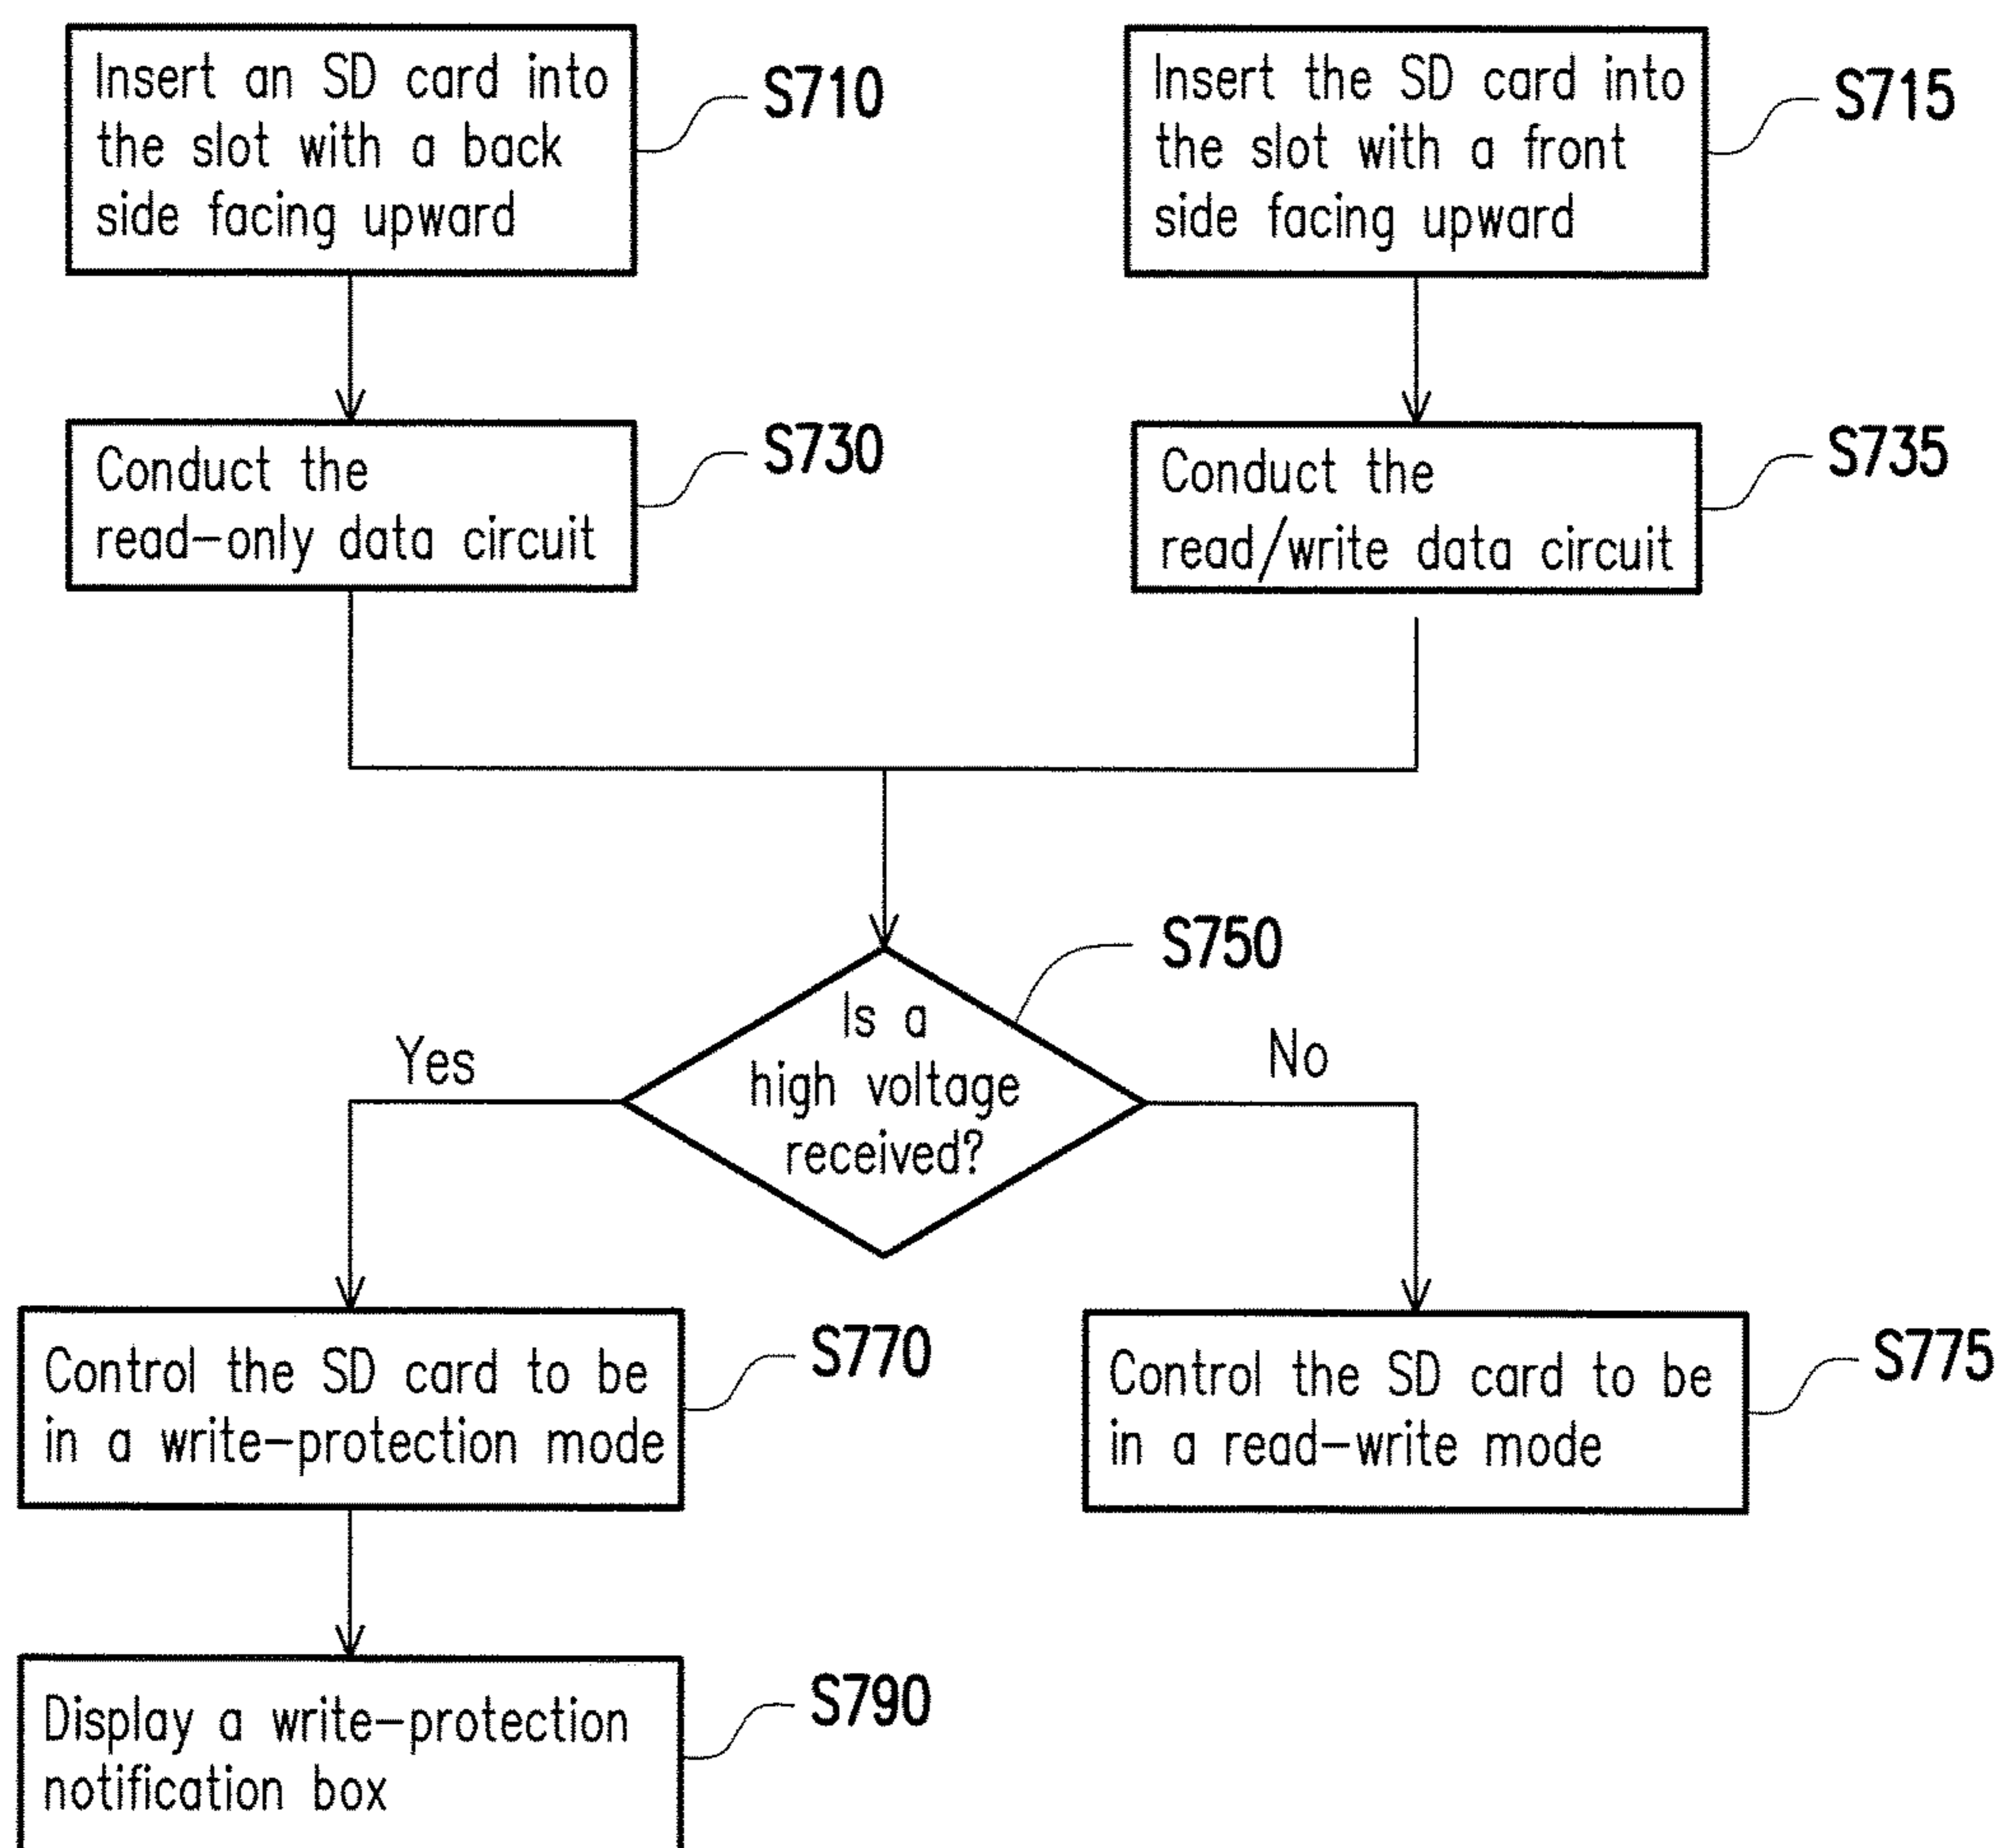 Insert an SD card into
the slot with a back
side facing upward
S710
Insert the SD card into
the slot with a front
side facing upward
S715
Conduct the
read-only data circuit
S730
Conduct the
read/write data circuit
S735
S750
Is a
high voltage
received?
Yes
No
Control the SD card to be
in a write-protection mode
S770
Control the SD card to be
in a read-write mode
S775
Display a write-protection
notification box
S790